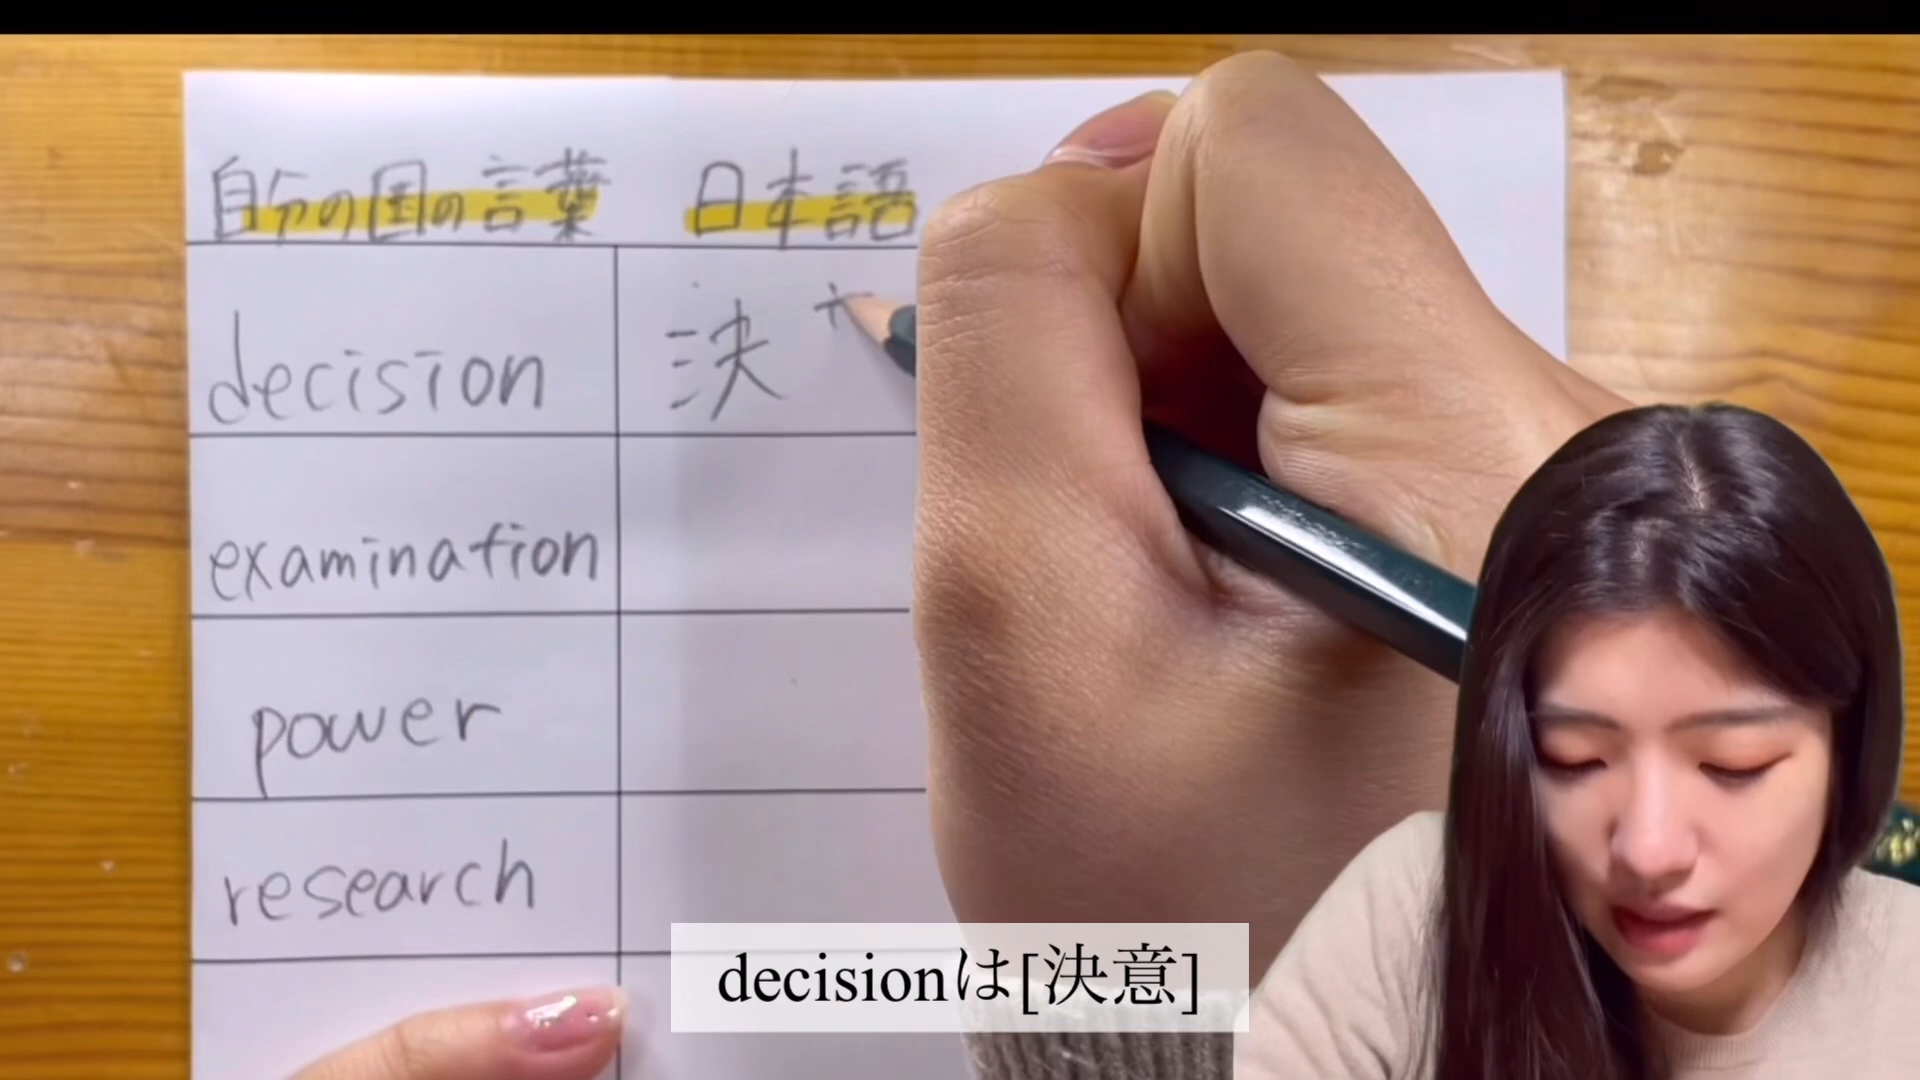 自分の国の言葉 日本語
decision 決
examination
power
research
decisionは[決意]